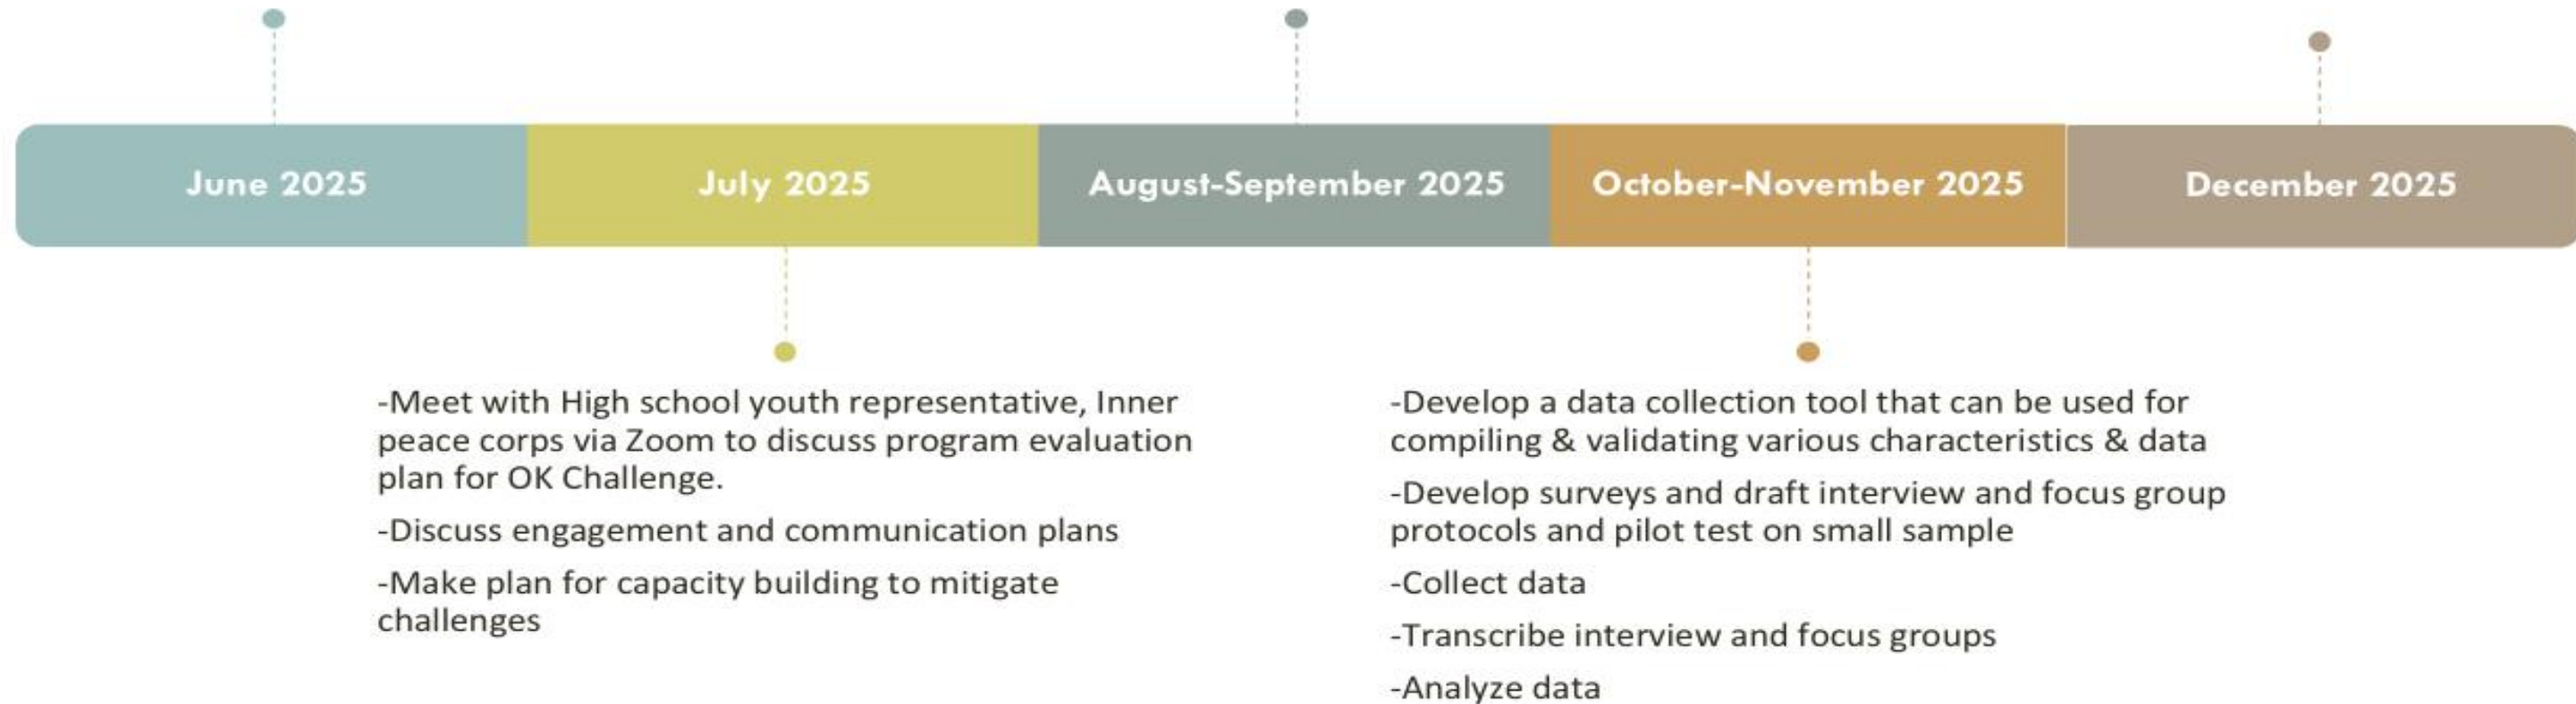 June 2025
July 2025
August-September 2025
October-November 2025
December 2025
-Meet with High school youth representative, Inner
peace corps via Zoom to discuss program evaluation
plan for OK Challenge.
-Discuss engagement and communication plans
-Make plan for capacity building to mitigate
challenges
-Develop a data collection tool that can be used for
compiling & validating various characteristics & data
-Develop surveys and draft interview and focus group
protocols and pilot test on small sample
-Collect data
-Transcribe interview and focus groups
-Analyze data